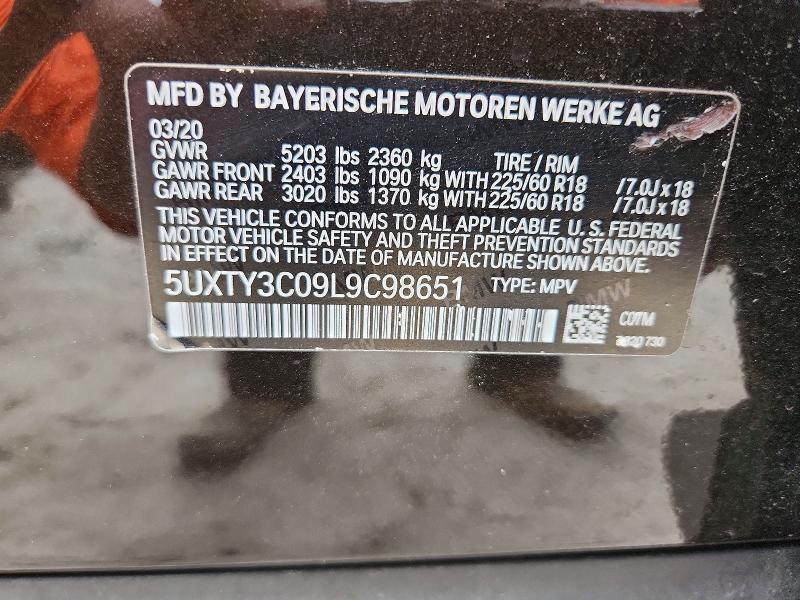 MFD BY BAYERISCHE MOTOREN WERKE AG
03/20
GVWR 5203 lbs 2360 kg TIRE / RIM
GAWR FRONT 2403 lbs 1090 kg WITH 225/60 R18 /7.0J x 18
GAWR REAR 3020 lbs 1370 kg WITH 225/60 R18 /7.0J x 18
THIS VEHICLE CONFORMS TO ALL APPLICABLE U. S. FEDERAL
MOTOR VEHICLE SAFETY AND THEFT PREVENTION STANDARDS
IN EFFECT ON THE DATE OF MANUFACTURE SHOWN ABOVE.
5UXTY3C09L9C98651 TYPE: MPV